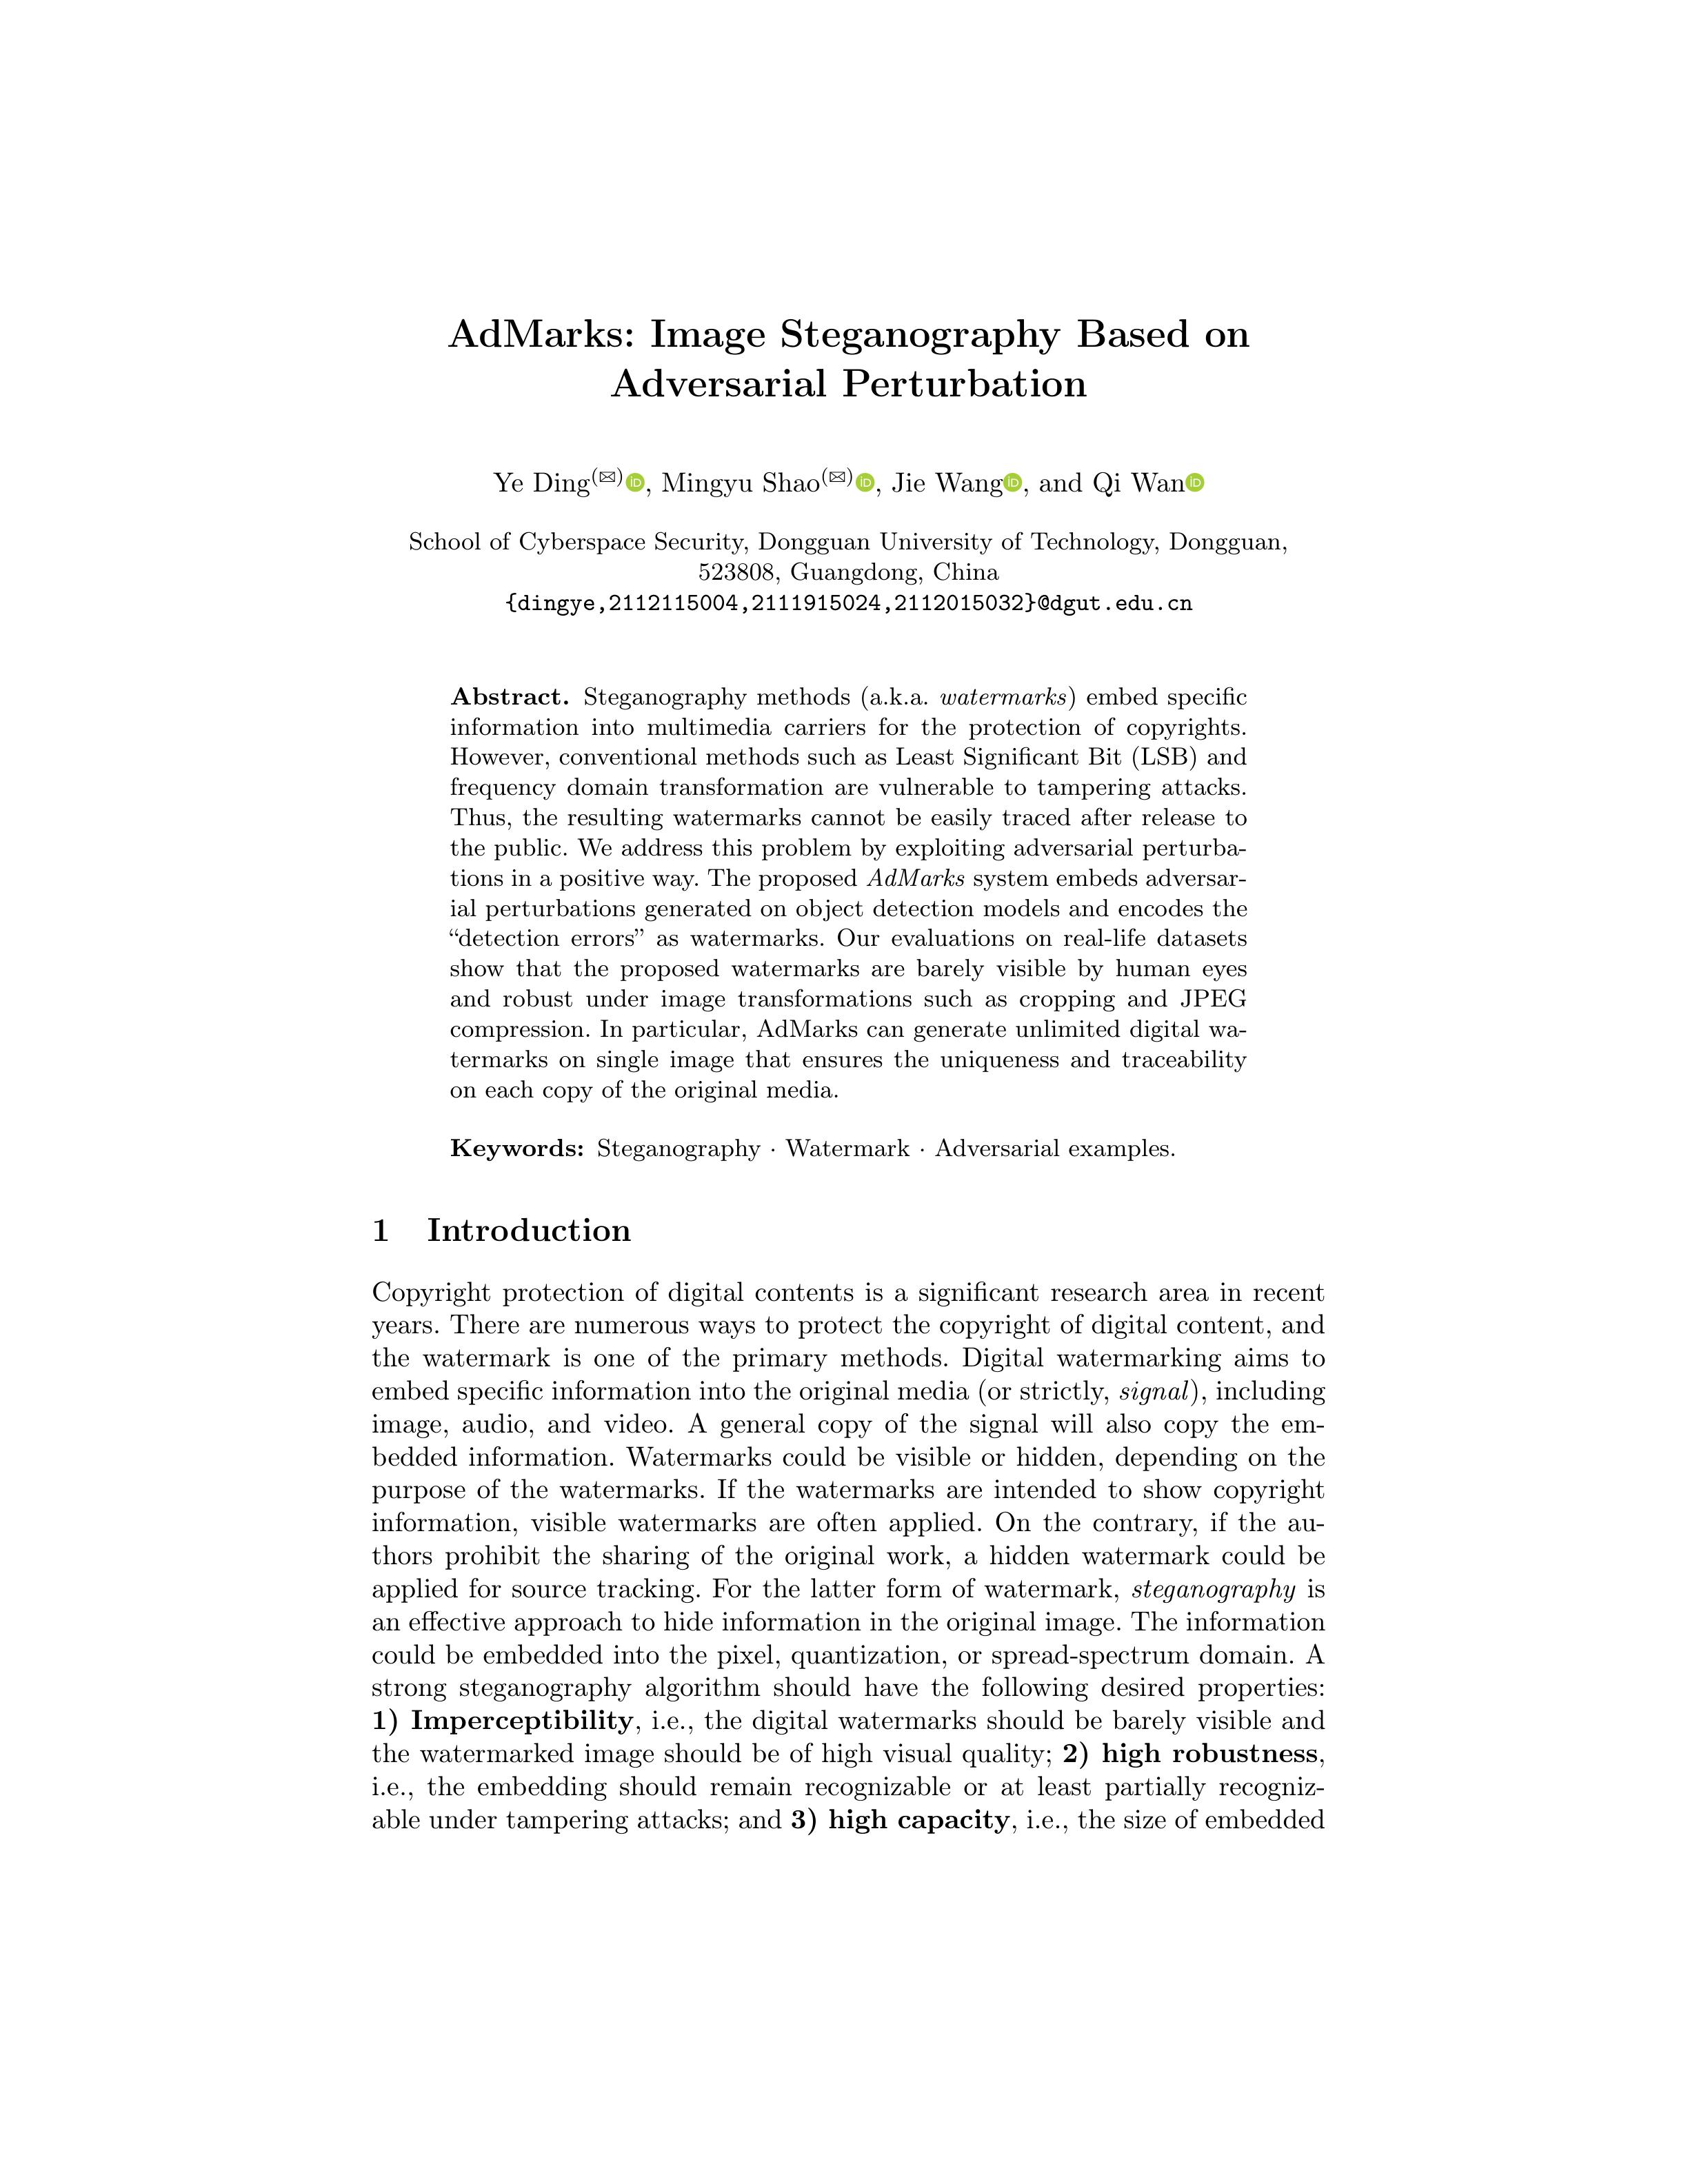 AdMarks: Image Steganography Based on
Adversarial Perturbation
Ye Ding(✉), Mingyu Shao(✉), Jie Wang, and Qi Wan
School of Cyberspace Security, Dongguan University of Technology, Dongguan,
523808, Guangdong, China
{dingye,2112115004,2111915024,2112015032}@dgut.edu.cn
Abstract. Steganography methods (a.k.a. watermarks) embed specific
information into multimedia carriers for the protection of copyrights.
However, conventional methods such as Least Significant Bit (LSB) and
frequency domain transformation are vulnerable to tampering attacks.
Thus, the resulting watermarks cannot be easily traced after release to
the public. We address this problem by exploiting adversarial perturba-
tions in a positive way. The proposed AdMarks system embeds adversar-
ial perturbations generated on object detection models and encodes the
“detection errors” as watermarks. Our evaluations on real-life datasets
show that the proposed watermarks are barely visible by human eyes
and robust under image transformations such as cropping and JPEG
compression. In particular, AdMarks can generate unlimited digital wa-
termarks on single image that ensures the uniqueness and traceability
on each copy of the original media.
Keywords: Steganography · Watermark · Adversarial examples.
1 Introduction
Copyright protection of digital contents is a significant research area in recent
years. There are numerous ways to protect the copyright of digital content, and
the watermark is one of the primary methods. Digital watermarking aims to
embed specific information into the original media (or strictly, signal), including
image, audio, and video. A general copy of the signal will also copy the em-
bedded information. Watermarks could be visible or hidden, depending on the
purpose of the watermarks. If the watermarks are intended to show copyright
information, visible watermarks are often applied. On the contrary, if the au-
thors prohibit the sharing of the original work, a hidden watermark could be
applied for source tracking. For the latter form of watermark, steganography is
an effective approach to hide information in the original image. The information
could be embedded into the pixel, quantization, or spread-spectrum domain. A
strong steganography algorithm should have the following desired properties:
1) Imperceptibility, i.e., the digital watermarks should be barely visible and
the watermarked image should be of high visual quality; 2) high robustness,
i.e., the embedding should remain recognizable or at least partially recogniz-
able under tampering attacks; and 3) high capacity, i.e., the size of embedded